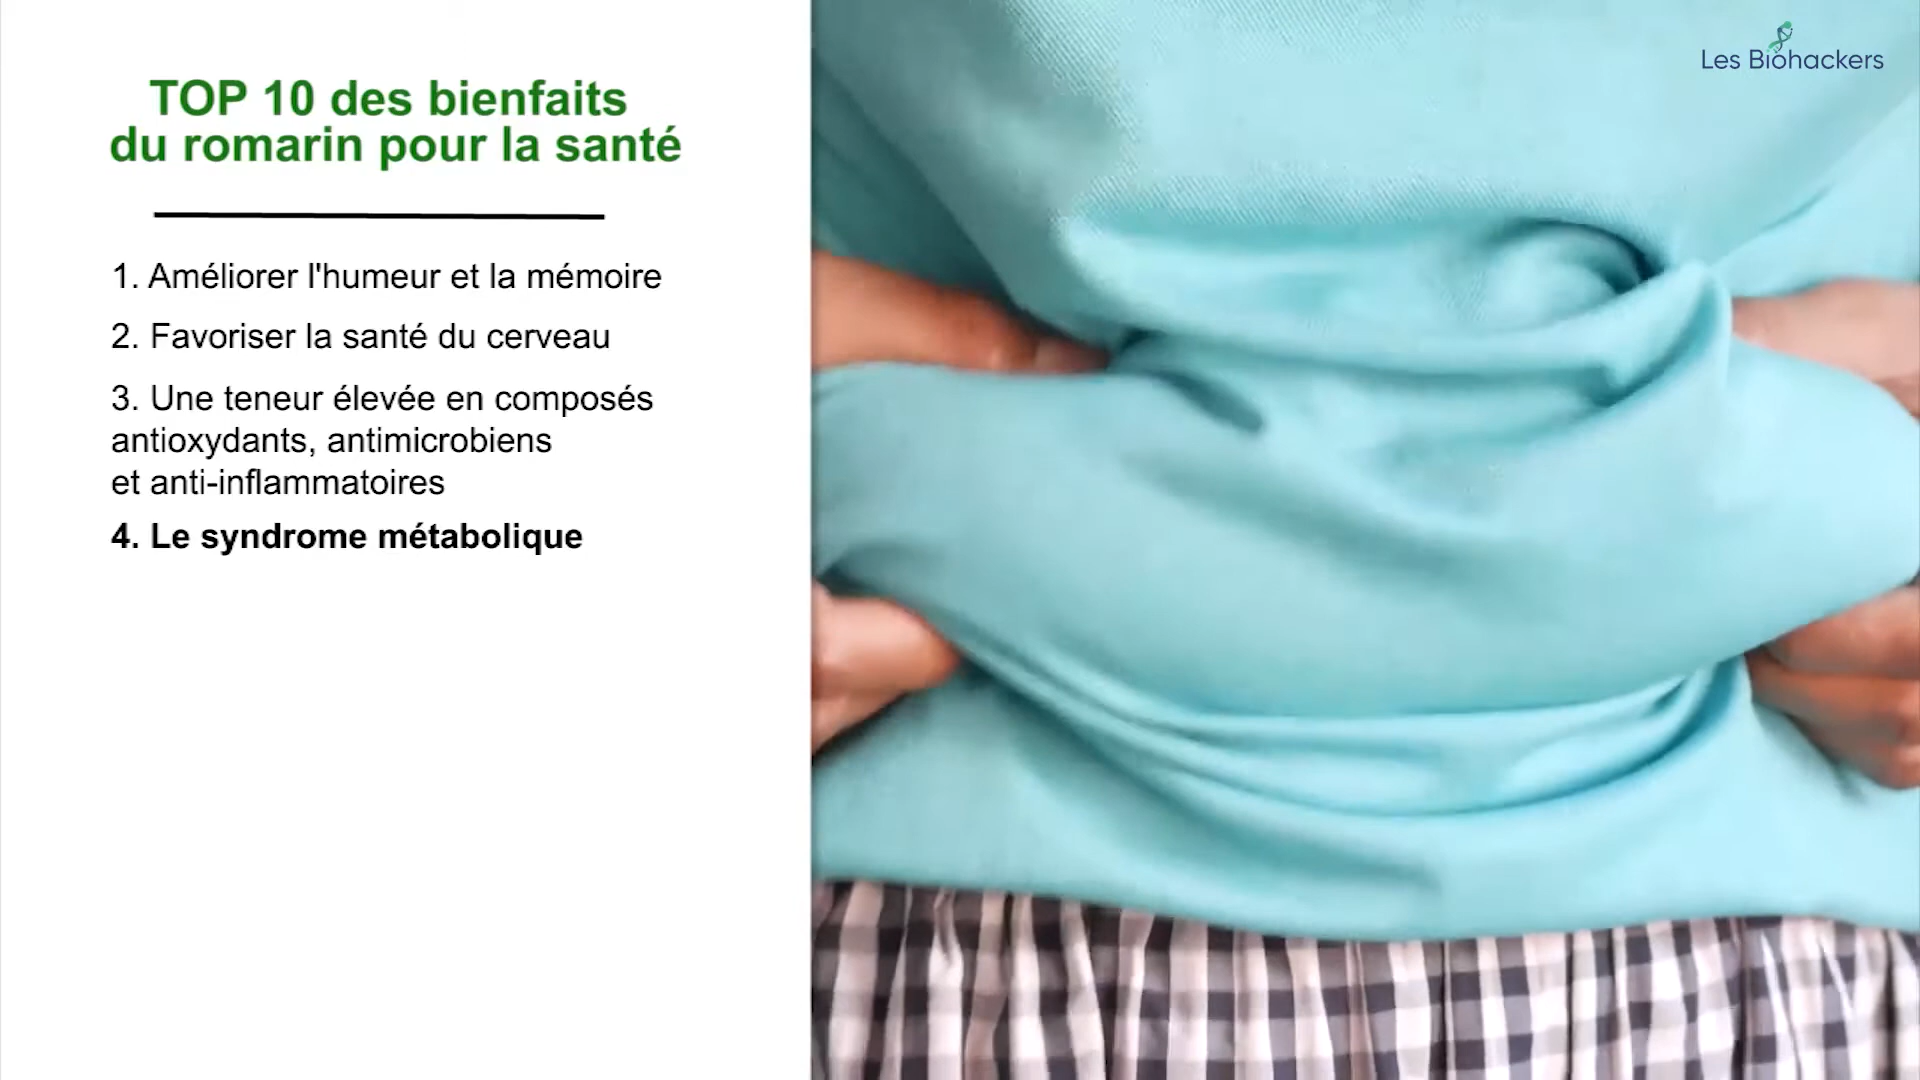 TOP 10 des bienfaits
du romarin pour la santé
1. Améliorer l'humeur et la mémoire
2. Favoriser la santé du cerveau
3. Une teneur élevée en composés
antioxydants, antimicrobiens
et anti-inflammatoires
4. Le syndrome métabolique
Les Biohackers